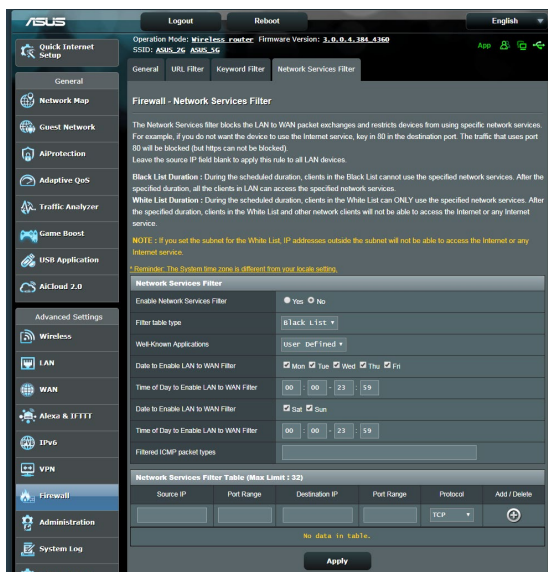 ASUS
Logout
Reboot
English
Operation Mode: Wireless router Firmware Version: 3.0.0.4.384_4360
SSID: ASUS_2G ASUS_5G
App
Quick Internet
Setup
General
Network Map
Guest Network
AiProtection
Adaptive QoS
Traffic Analyzer
Game Boost
USB Application
AiCloud 2.0
Advanced Settings
Wireless
LAN
WAN
Alexa & IFTTT
IPv6
VPN
Firewall
Administration
System Log
General URL Filter Keyword Filter Network Services Filter
Firewall - Network Services Filter
The Network Services filter blocks the LAN to WAN packet exchanges and restricts devices from using specific network services.
For example, if you do not want the device to use the Internet service, key in 80 in the destination port. The traffic that uses port
80 will be blocked (but https can not be blocked).
Leave the source IP field blank to apply this rule to all LAN devices.
Black List Duration : During the scheduled duration, clients in the Black List cannot use the specified network services. After the
specified duration, all the clients in LAN can access the specified network services.
White List Duration : During the scheduled duration, clients in the White List can ONLY use the specified network services. After
the specified duration, clients in the White List and other network clients will not be able to access the Internet or any Internet
service.
NOTE : If you set the subnet for the White List, IP addresses outside the subnet will not be able to access the Internet or any
Internet service.
* Reminder: The System time zone is different from your locale setting.
Network Services Filter
Enable Network Services Filter Yes No
Filter table type Black List
Well-Known Applications User Defined
Date to Enable LAN to WAN Filter Mon Tue Wed Thu Fri
Time of Day to Enable LAN to WAN Filter 00 : 00 - 23 : 59
Date to Enable LAN to WAN Filter Sat Sun
Time of Day to Enable LAN to WAN Filter 00 : 00 - 23 : 59
Filtered ICMP packet types
Network Services Filter Table (Max Limit : 32)
Source IP Port Range Destination IP Port Range Protocol Add / Delete
TCP
No data in table.
Apply